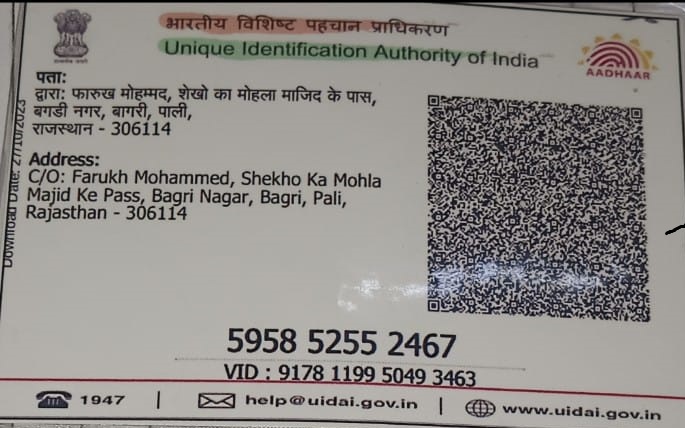 भारतीय विशिष्ट पहचान प्राधिकरण
Unique Identification Authority of India
AADHAAR
पता:
द्वारा: फारुख मोहम्मद, शेखो का मोहला माजिद के पास,
बगडी नगर, बागरी, पाली,
राजस्थान - 306114
Address:
C/O: Farukh Mohammed, Shekho Ka Mohla
Majid Ke Pass, Bagri Nagar, Bagri, Pali,
Rajasthan - 306114
Download Date: 27/10/2023
5958 5255 2467
VID : 9178 1199 5049 3463
1947 | help@uidai.gov.in | www.uidai.gov.in